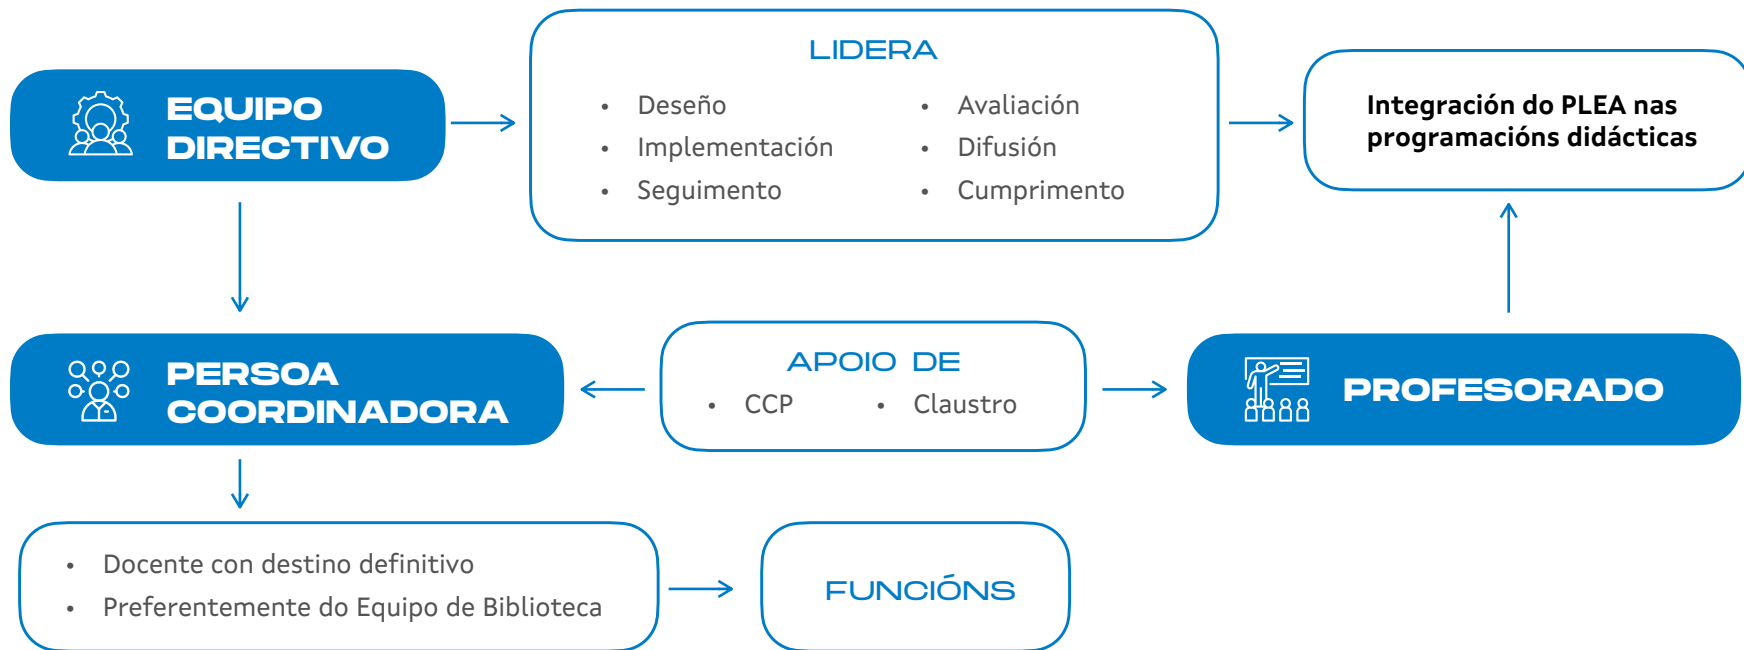 EQUIPO
DIRECTIVO
LIDERA
• Deseño
• Implementación
• Seguimento
• Avaliación
• Difusión
• Cumprimento
Integración do PLEA nas
programacións didácticas
PERSOA
COORDINADORA
APOIO DE
• CCP
• Claustro
PROFESORADO
• Docente con destino definitivo
• Preferentemente do Equipo de Biblioteca
FUNCIÓNS